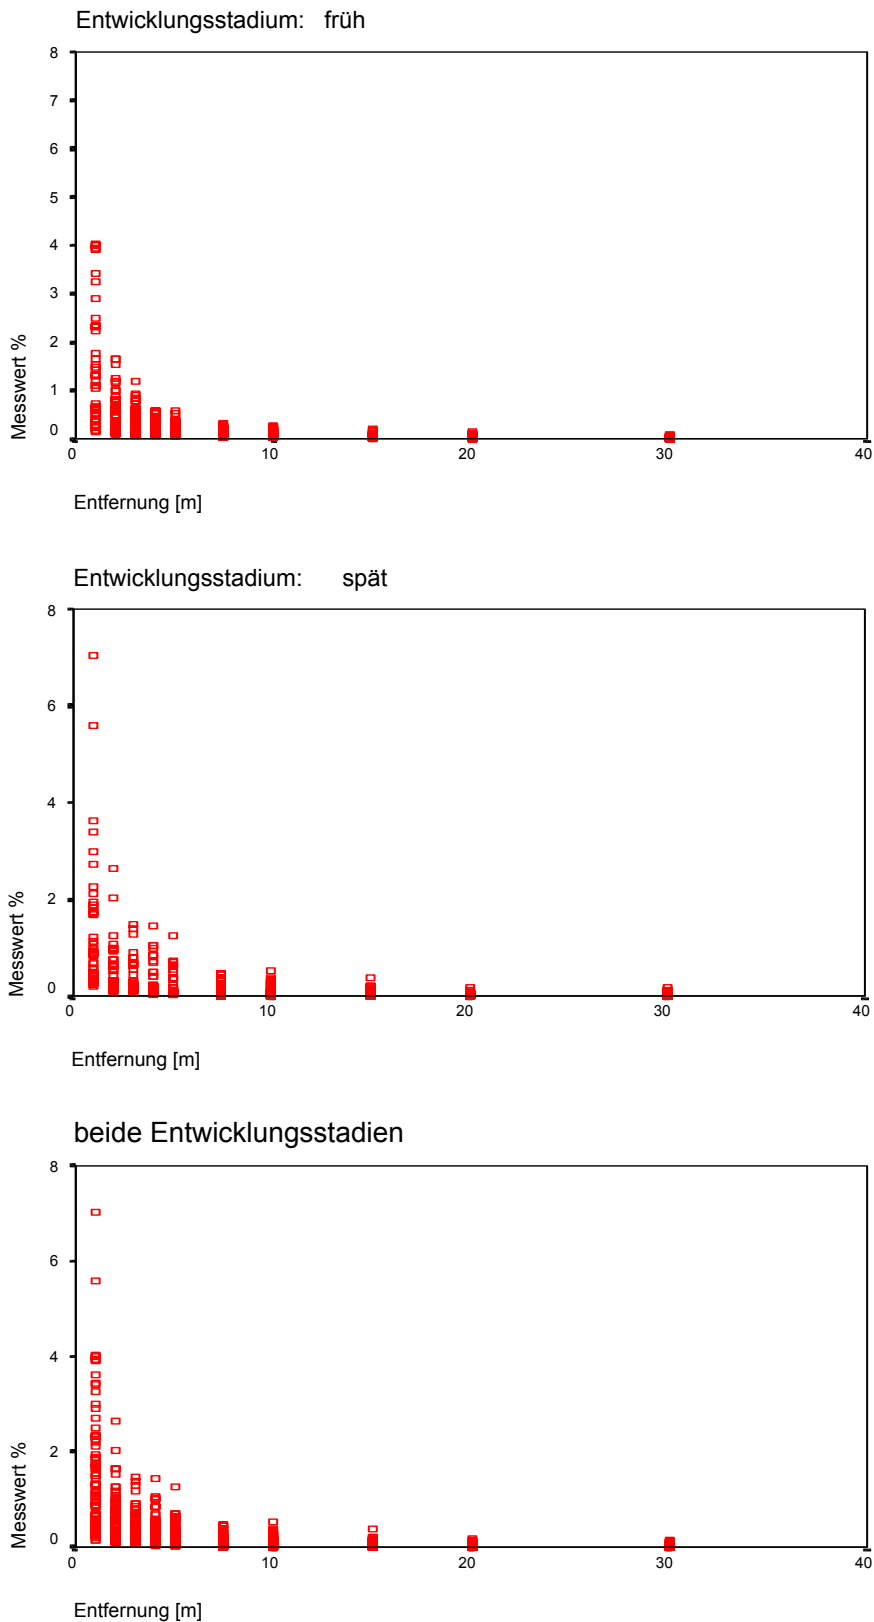 Entwicklungsstadium: früh
8
7
6
5
4
3
2
1
0
Messwert %
0 10 20 30 40
Entfernung [m]
Entwicklungsstadium: spät
8
6
4
2
0
Messwert %
0 10 20 30 40
Entfernung [m]
beide Entwicklungsstadien
8
6
4
2
0
Messwert %
0 10 20 30 40
Entfernung [m]